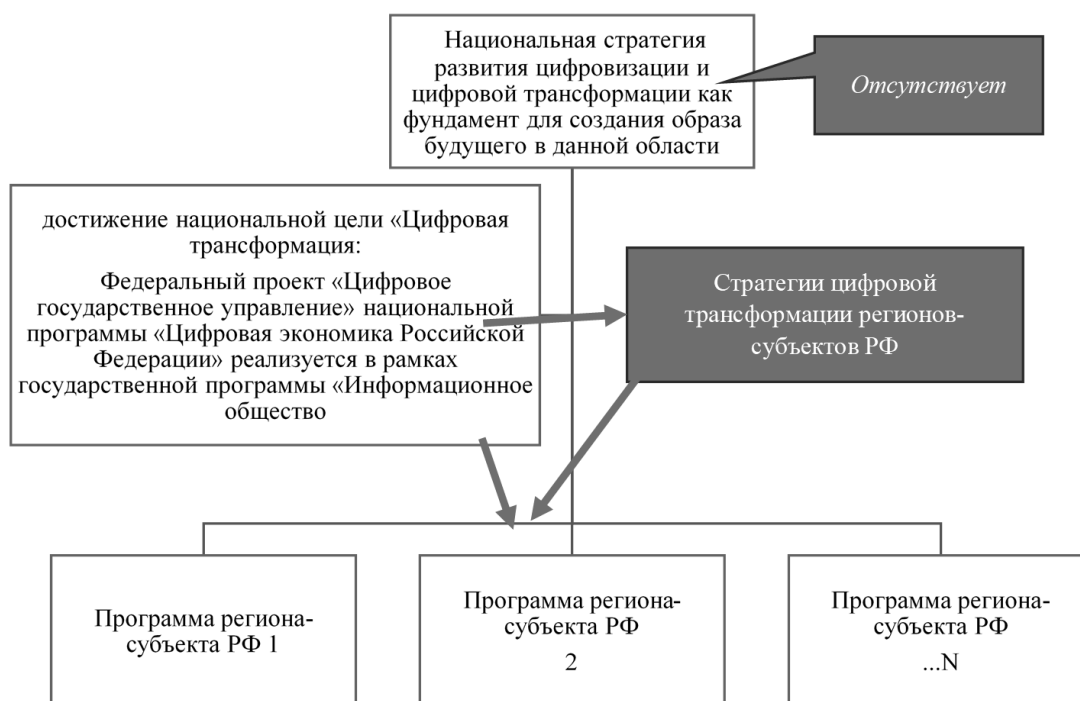 Национальная стратегия
развития цифровизации и
цифровой трансформации как
фундамент для создания образа
будущего в данной области
Отсутствует
достижение национальной цели «Цифровая
трансформация:
Федеральный проект «Цифровое
государственное управление» национальной
программы «Цифровая экономика Российской
Федерации» реализуется в рамках
государственной программы «Информационное
общество
Стратегии цифровой
трансформации регионов-
субъектов РФ
Программа региона-
субъекта РФ 1
Программа региона-
субъекта РФ
2
Программа региона-
субъекта РФ
...N